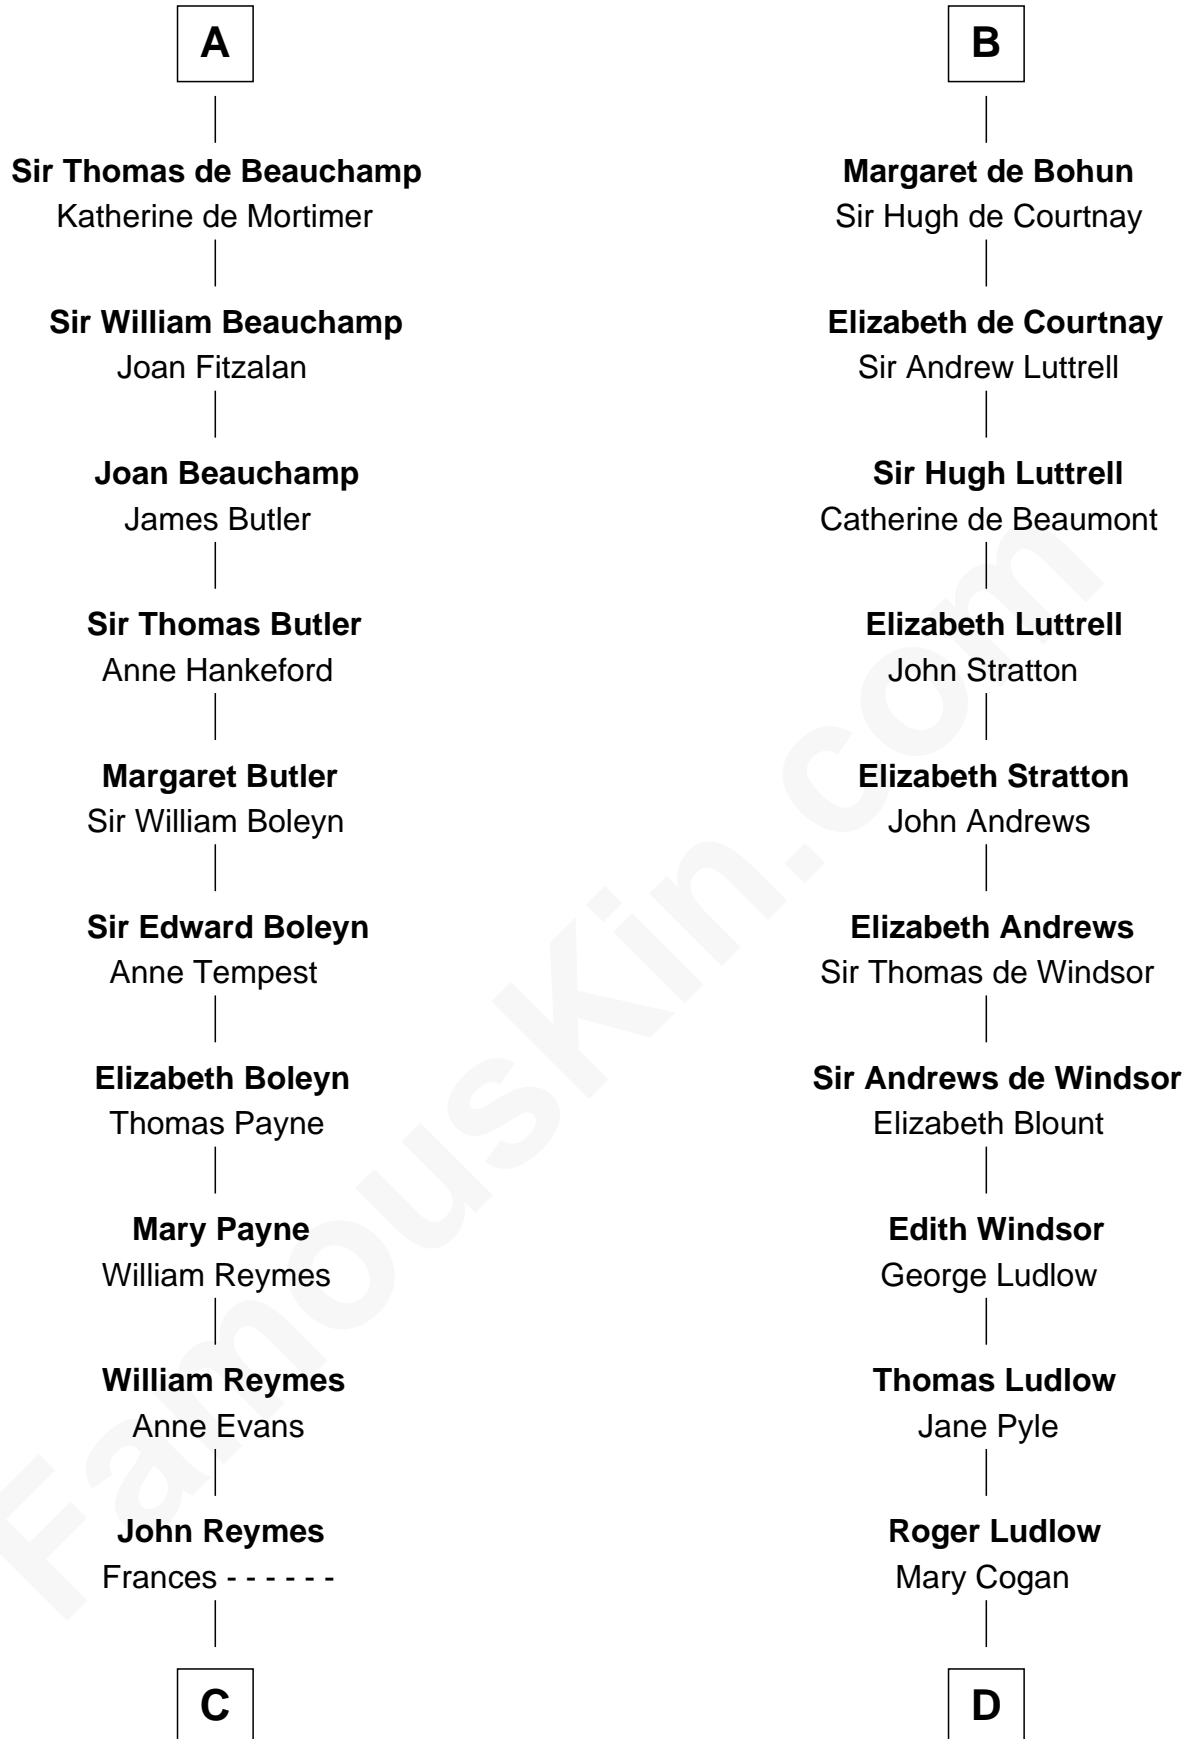 A
Sir Thomas de Beauchamp
Katherine de Mortimer
Sir William Beauchamp
Joan Fitzalan
Joan Beauchamp
James Butler
Sir Thomas Butler
Anne Hankeford
Margaret Butler
Sir William Boleyn
Sir Edward Boleyn
Anne Tempest
Elizabeth Boleyn
Thomas Payne
Mary Payne
William Reymes
William Reymes
Anne Evans
John Reymes
Frances - - - - - -
C
B
Margaret de Bohun
Sir Hugh de Courtnay
Elizabeth de Courtnay
Sir Andrew Luttrell
Sir Hugh Luttrell
Catherine de Beaumont
Elizabeth Luttrell
John Stratton
Elizabeth Stratton
John Andrews
Elizabeth Andrews
Sir Thomas de Windsor
Sir Andrews de Windsor
Elizabeth Blount
Edith Windsor
George Ludlow
Thomas Ludlow
Jane Pyle
Roger Ludlow
Mary Cogan
D
FamousKin.com